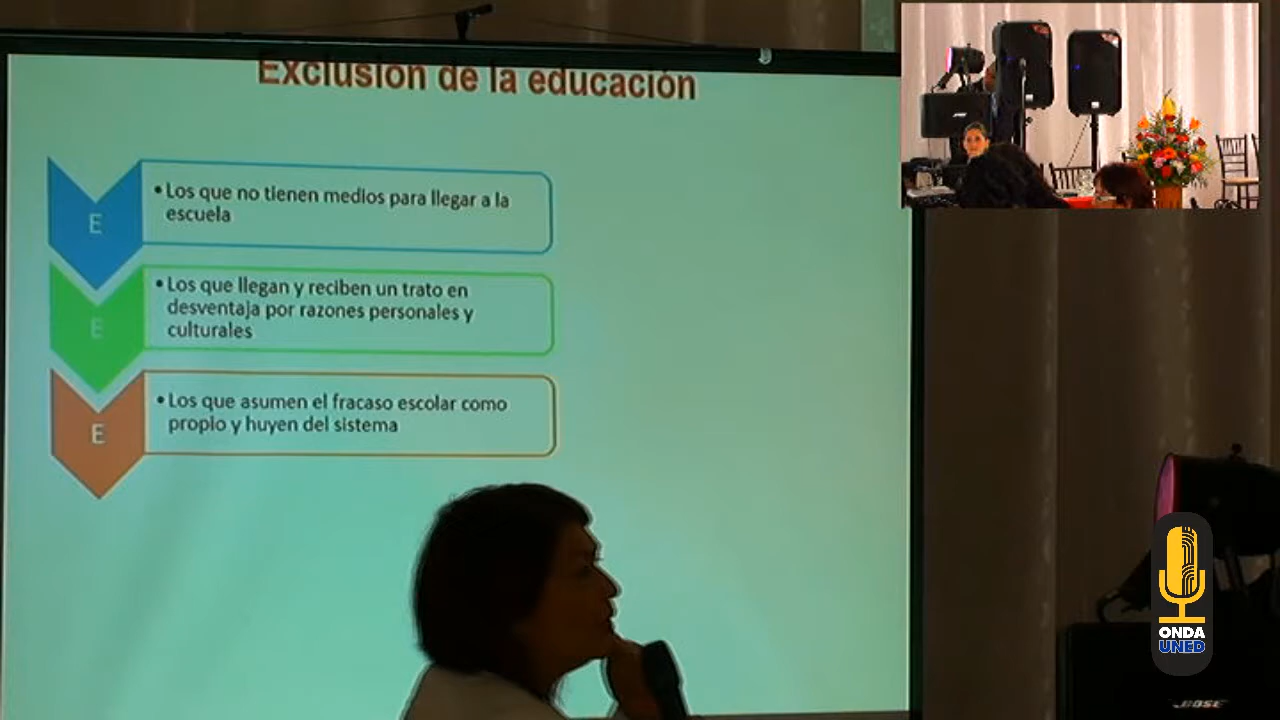 Exclusión de la educación
E
• Los que no tienen medios para llegar a la
escuela
E
• Los que llegan y reciben un trato en
desventaja por razones personales y
culturales
E
• Los que asumen el fracaso escolar como
propio y huyen del sistema
ONDA
UNED
BOSE